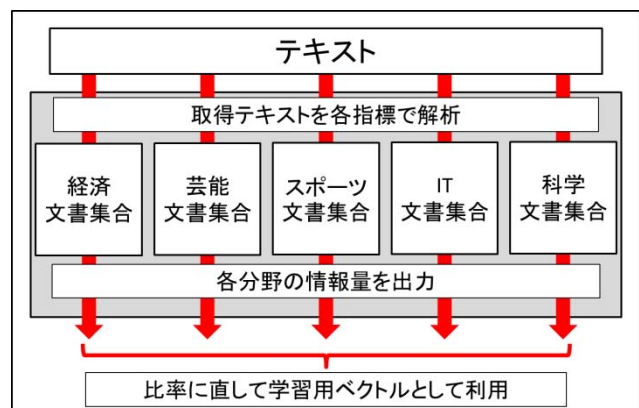 テキスト
取得テキストを各指標で解析
経済
文書集合
芸能
文書集合
スポーツ
文書集合
IT
文書集合
科学
文書集合
各分野の情報量を出力
比率に直して学習用ベクトルとして利用